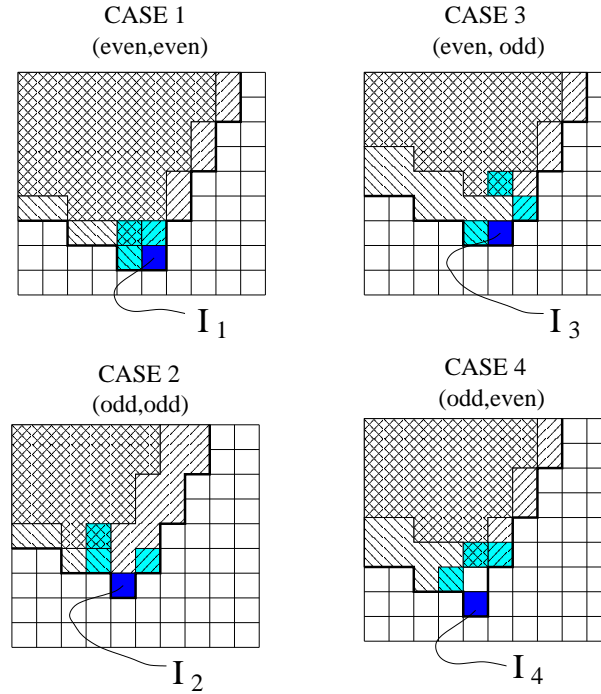 CASE 1
(even,even)
I 1
CASE 3
(even, odd)
I 3
CASE 2
(odd,odd)
I 2
CASE 4
(odd,even)
I 4